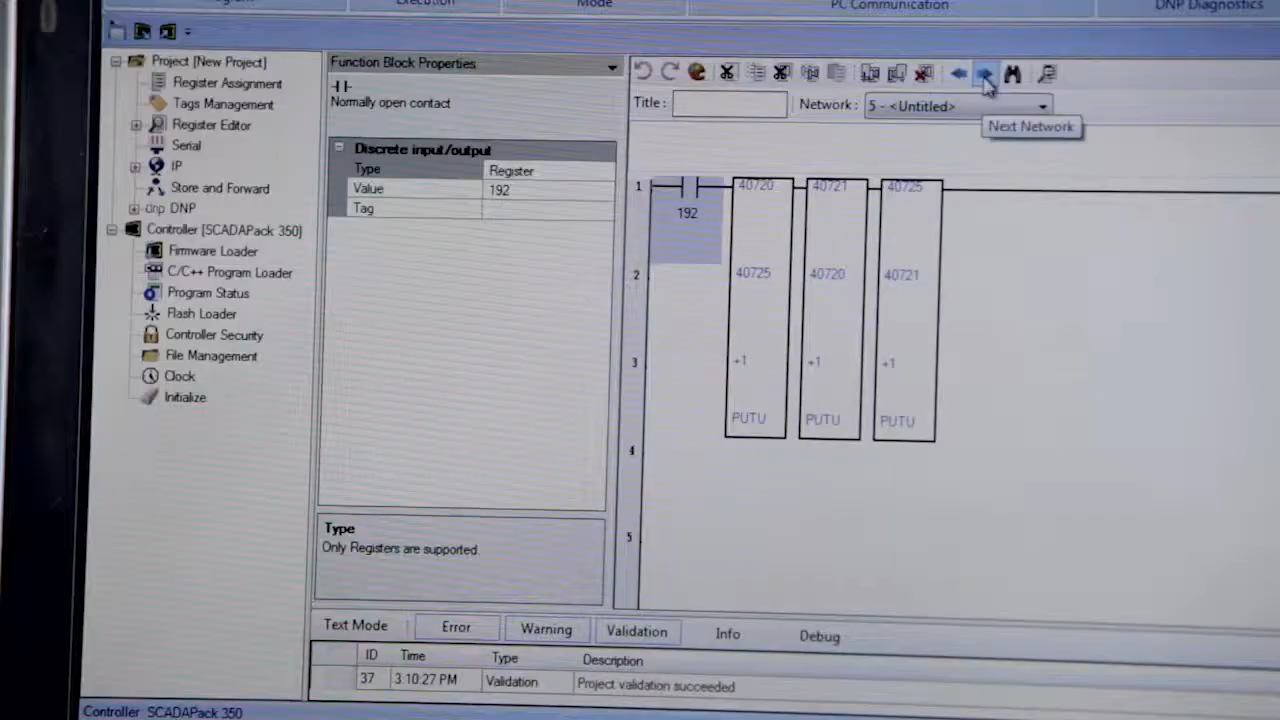 Mode
PC Communication
DNP Diagnostics
Project [New Project]
Register Assignment
Tags Management
Register Editor
Serial
IP
Store and Forward
dnp DNP
Controller [SCADAPack 350]
Firmware Loader
C/C++ Program Loader
Program Status
Flash Loader
Controller Security
File Management
Clock
Initialize
Function Block Properties
Normally open contact
Discrete input/output
Type Register
Value 192
Tag
Type
Only Registers are supported.
Title :
Network : 5 - <Untitled>
Next Network
1 40720 40721 40725
192
2 40725 40720 40721
3 +1 +1 +1
PUTU PUTU PUTU
4
5
Text Mode Error Warning Validation Info Debug
ID Time Type Description
37 3:10:27 PM Validation Project validation succeeded
Controller SCADAPack 350